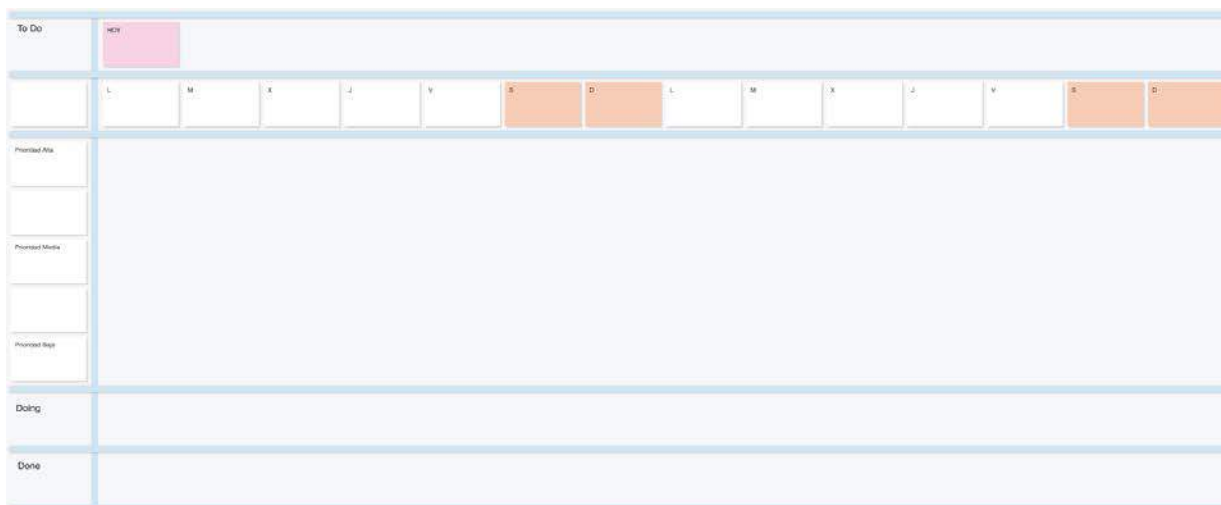 To Do
L M X J V S D L M X J V S D
Prioridad Alta
Prioridad Media
Prioridad Baja
Doing
Done